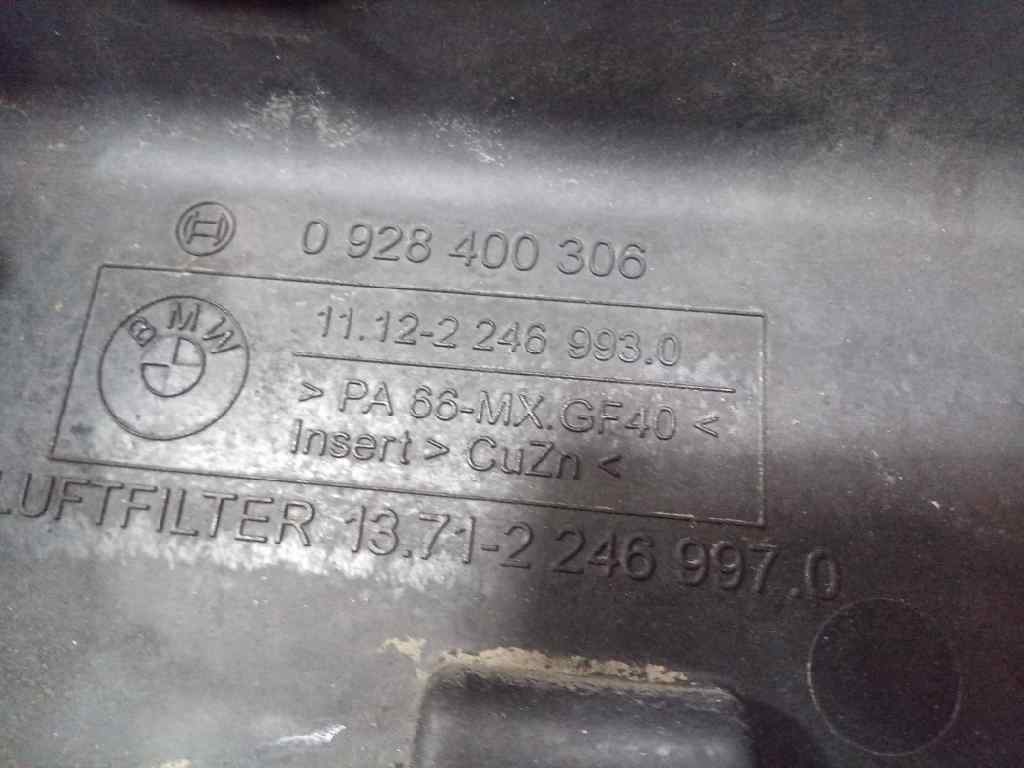 0 928 400 306
BMW
11.12-2 246 993.0
> PA 66-MX.GF40 <
Insert > CuZn <
LUFTFILTER 13.71-2 246 997.0